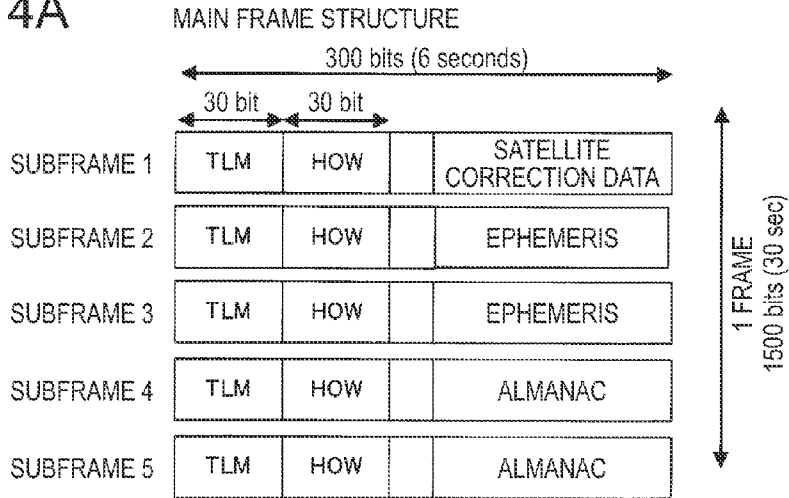 4A
MAIN FRAME STRUCTURE
300 bits (6 seconds)
30 bit 30 bit
SUBFRAME 1 TLM HOW SATELLITE CORRECTION DATA
SUBFRAME 2 TLM HOW EPHEMERIS
SUBFRAME 3 TLM HOW EPHEMERIS
SUBFRAME 4 TLM HOW ALMANAC
SUBFRAME 5 TLM HOW ALMANAC
1 FRAME
1500 bits (30 sec)